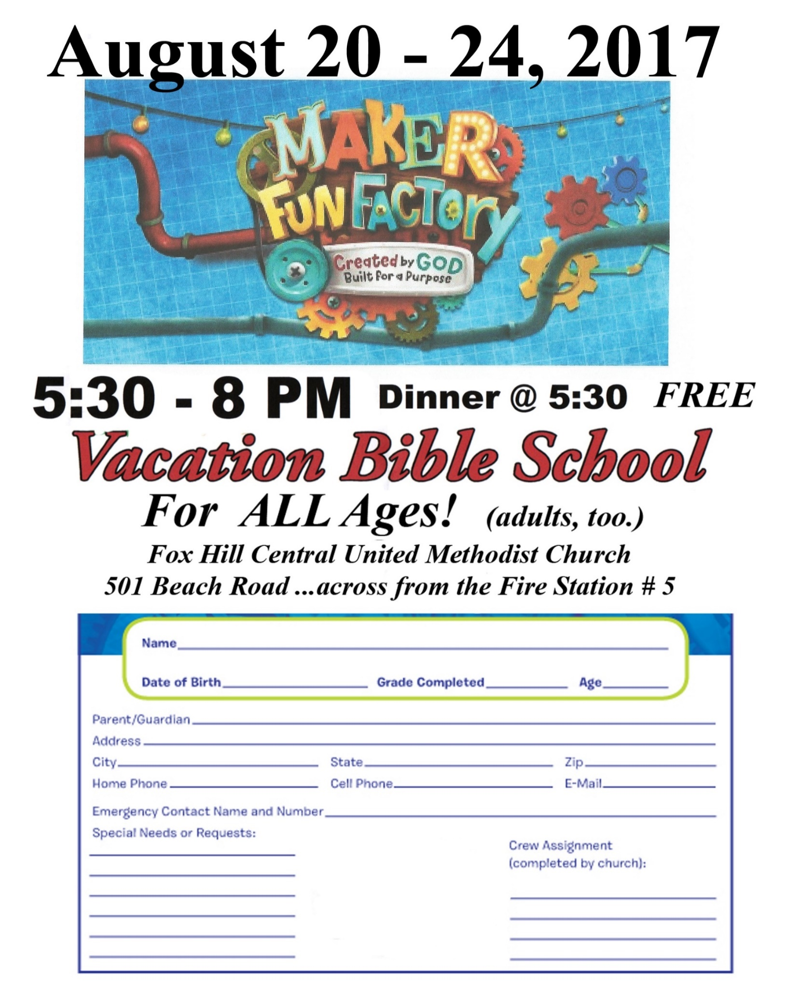 August 20 - 24, 2017
MAKER
FUN FACTORY
Created by GOD
Built for a Purpose
5:30 - 8 PM Dinner @ 5:30 FREE
Vacation Bible School
For ALL Ages! (adults, too.)
Fox Hill Central United Methodist Church
501 Beach Road ...across from the Fire Station # 5
Name
Date of Birth Grade Completed Age
Parent/Guardian
Address
City State Zip
Home Phone Cell Phone E-Mail
Emergency Contact Name and Number
Special Needs or Requests:
Crew Assignment
(completed by church):